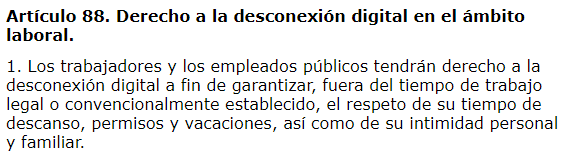 Artículo 88. Derecho a la desconexión digital en el ámbito
laboral.
1. Los trabajadores y los empleados públicos tendrán derecho a la
desconexión digital a fin de garantizar, fuera del tiempo de trabajo
legal o convencionalmente establecido, el respeto de su tiempo de
descanso, permisos y vacaciones, así como de su intimidad personal
y familiar.